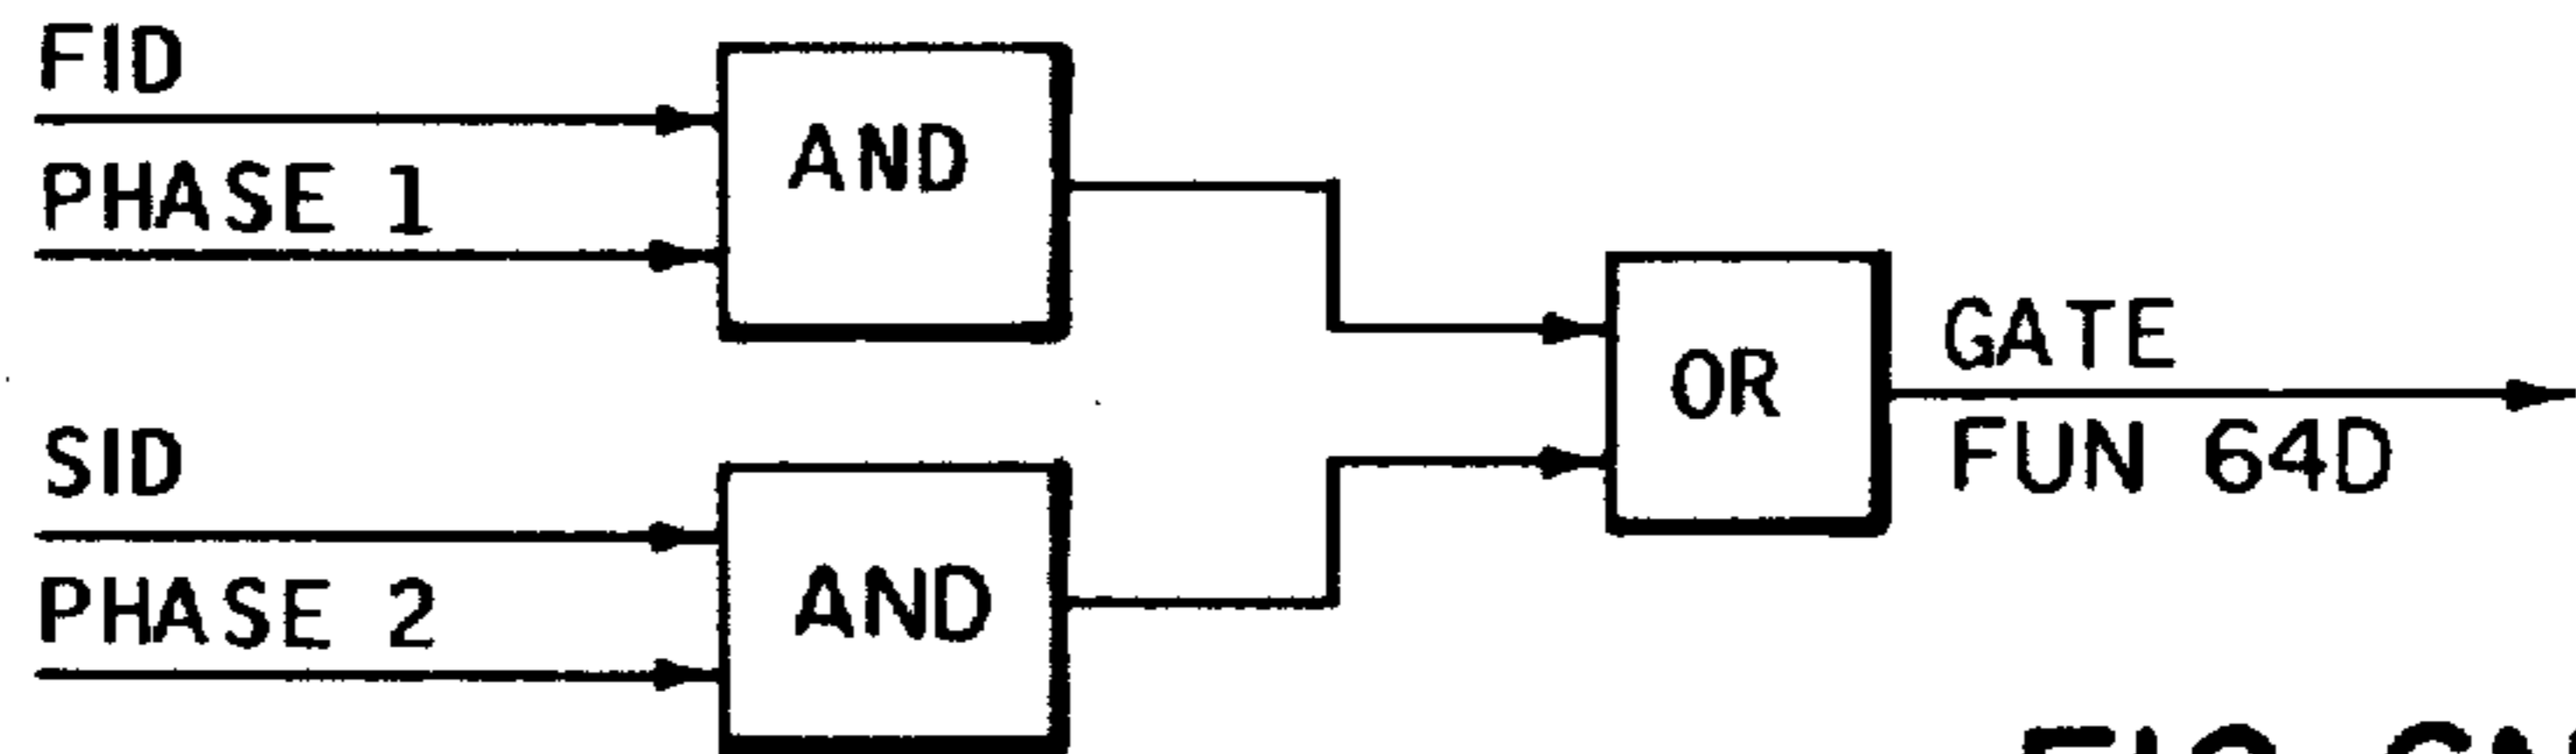 FID
PHASE 1
AND
SID
PHASE 2
AND
OR
GATE
FUN 64D